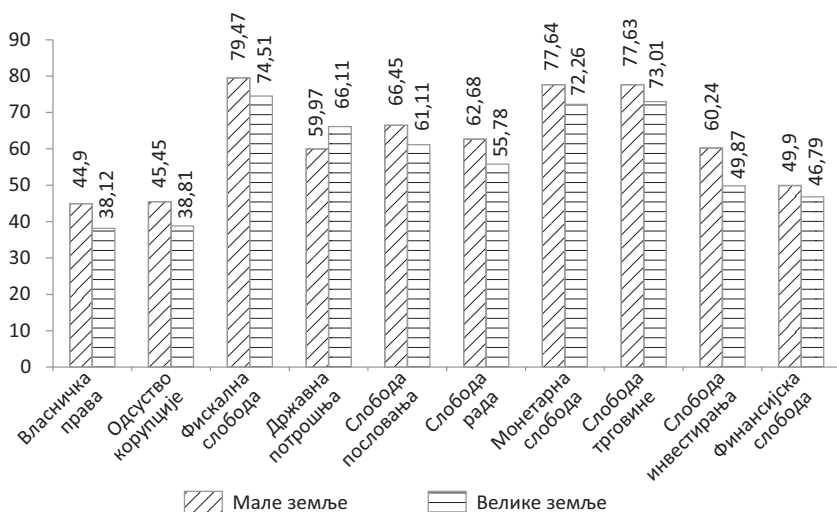 90
80
70
60
50
40
30
20
10
0
44,9
38,12
45,45
38,81
79,47
74,51
59,97
66,11
66,45
61,11
62,68
55,78
77,64
72,26
77,63
73,01
60,24
49,87
49,9
46,79
Власничка
права
Одсуство
корупције
Фискална
слобода
Државна
потрошња
Слобода
пословања
Слобода
рада
Монетарна
слобода
Слобода
трговине
Слобода
инвестирања
Финансијска
слобода
Мале земље
Велике земље